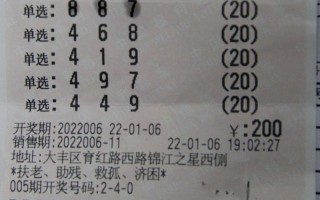 单选: 8 8 7 (20)
单选: 4 6 8 (20)
单选: 4 1 9 (20)
单选: 4 9 7 (20)
单选: 4 4 9 (20)
开奖期:2022006 22-01-06 ¥:200
销售期:2022006-11 22-01-06 19:02:27
地址:大丰区育红路西路锦江之星西侧
*扶老、助残、救孤、济困*
005期开奖号码:2-4-0